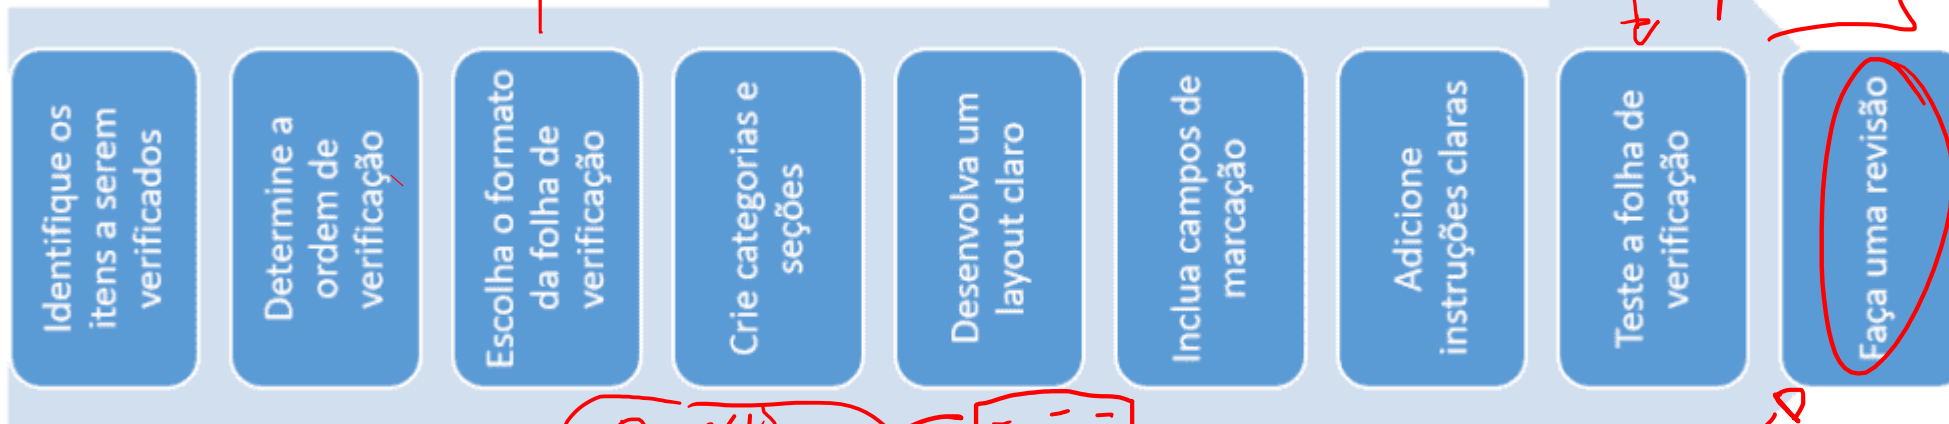 Identifique os
itens a serem
verificados
Determine a
ordem de
verificação
Escolha o formato
da folha de
verificação
Crie categorias e
seções
Desenvolva um
layout claro
Inclua campos de
marcação
Adicione
instruções claras
Teste a folha de
verificação
Faça uma revisão